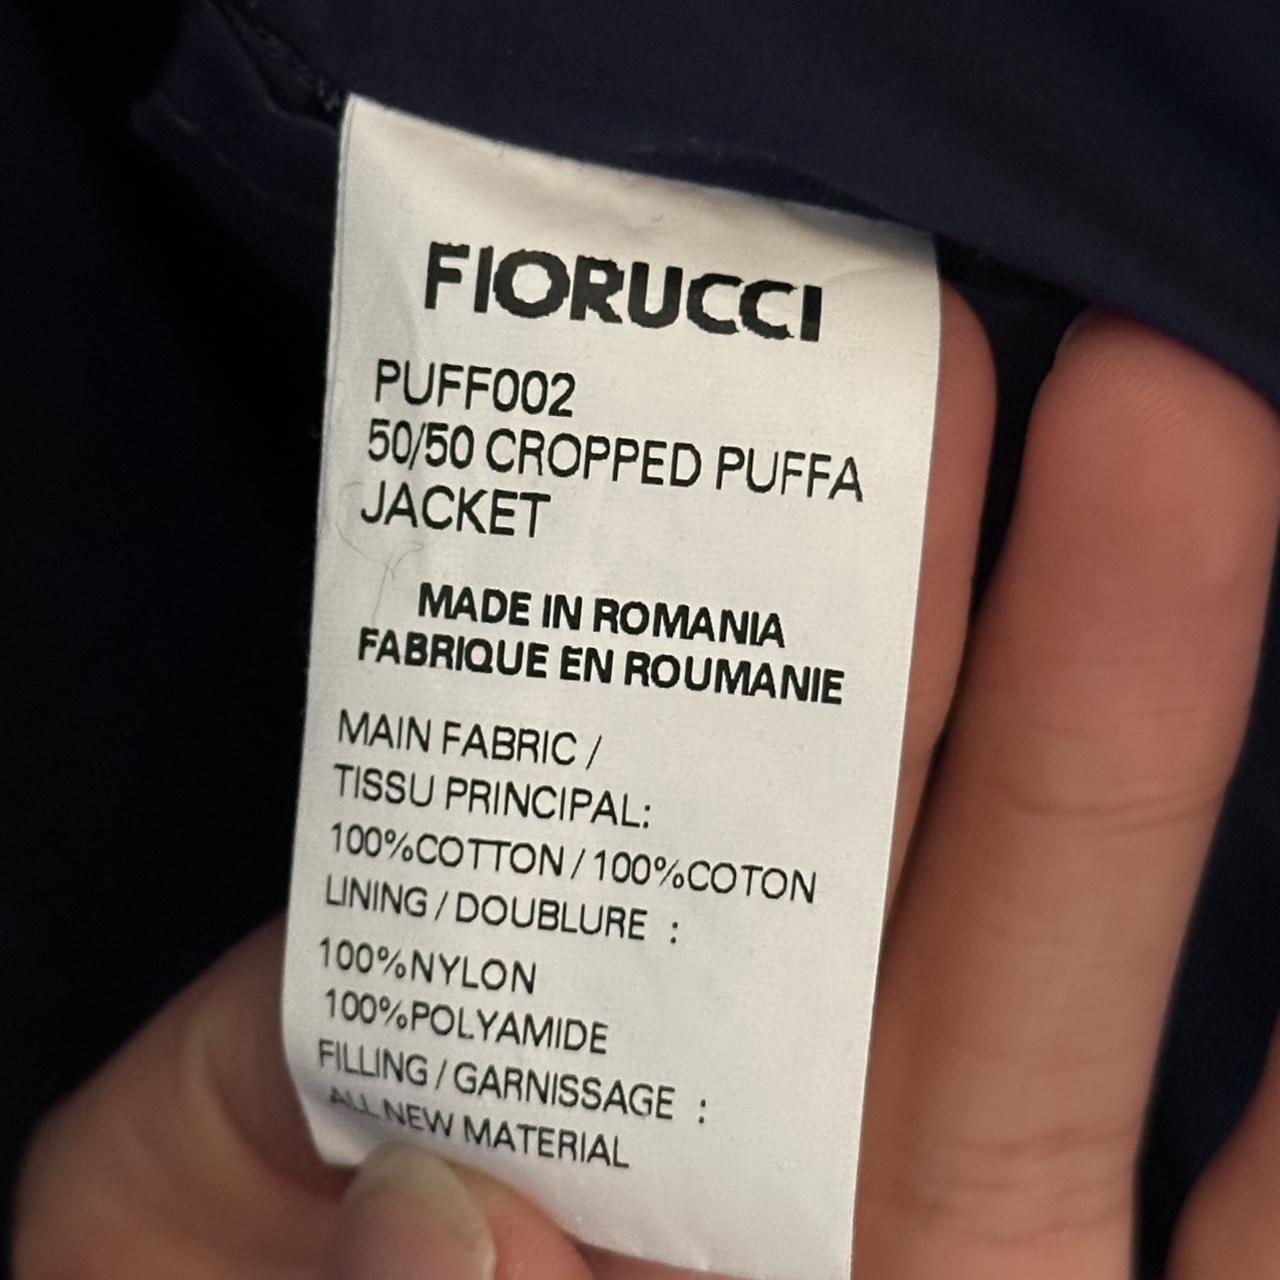 FIORUCCI
PUFF002
50/50 CROPPED PUFFA
JACKET
MADE IN ROMANIA
FABRIQUE EN ROUMANIE
MAIN FABRIC /
TISSU PRINCIPAL:
100%COTTON / 100%COTON
LINING / DOUBLURE :
100%NYLON
100%POLYAMIDE
FILLING / GARNISSAGE :
ALL NEW MATERIAL